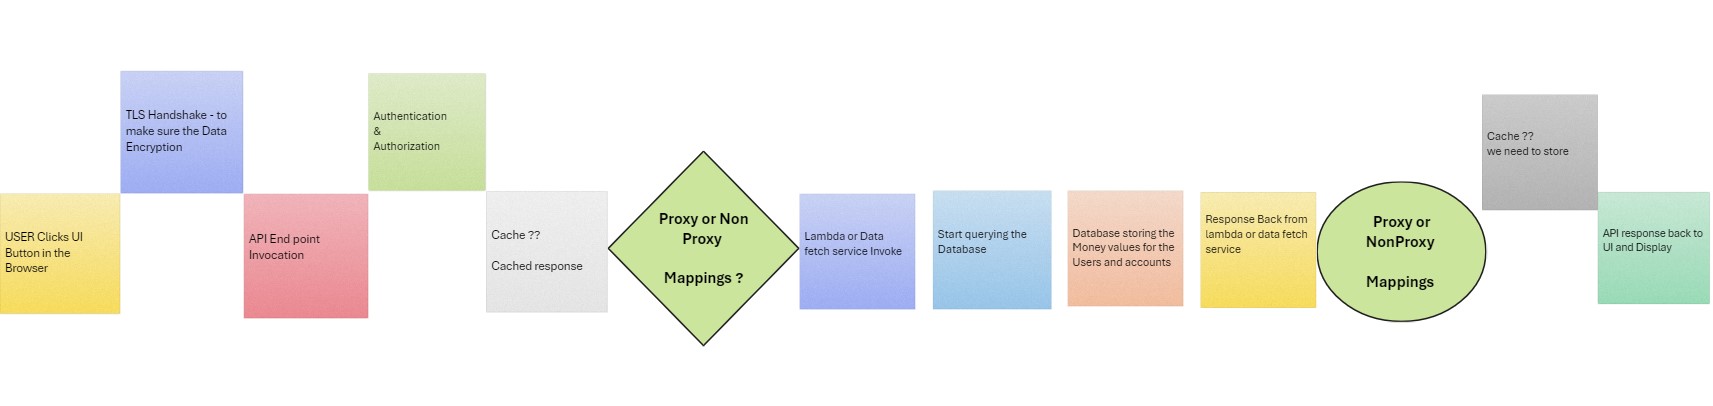 USER Clicks UI
Button in the
Browser
TLS Handshake - to
make sure the Data
Encryption
API End point
Invocation
Authentication
&
Authorization
Cache ??
Cached response
Proxy or Non
Proxy
Mappings ?
Lambda or Data
fetch service Invoke
Start querying the
Database
Database storing the
Money values for the
Users and accounts
Response Back from
lambda or data fetch
service
Proxy or
NonProxy
Mappings
Cache ??
we need to store
API response back to
UI and Display